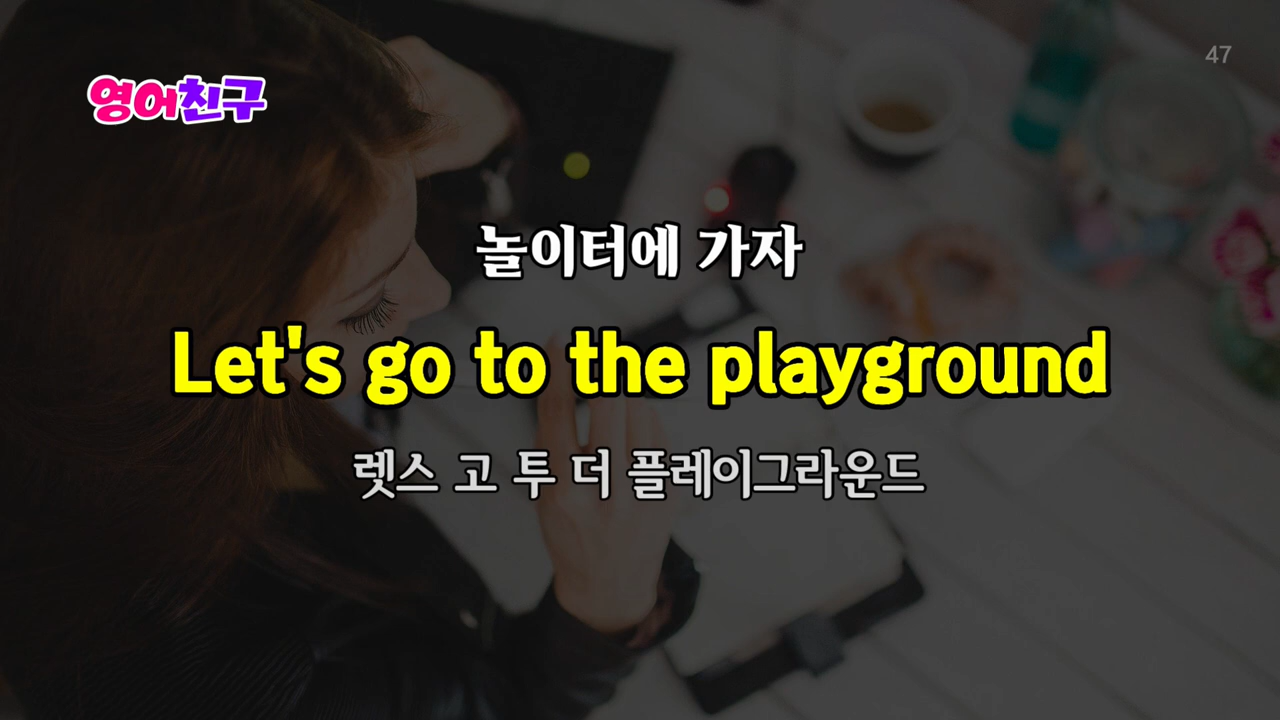 47
영어친구
놀이터에 가자
Let's go to the playground
렛스 고 투 더 플레이그라운드